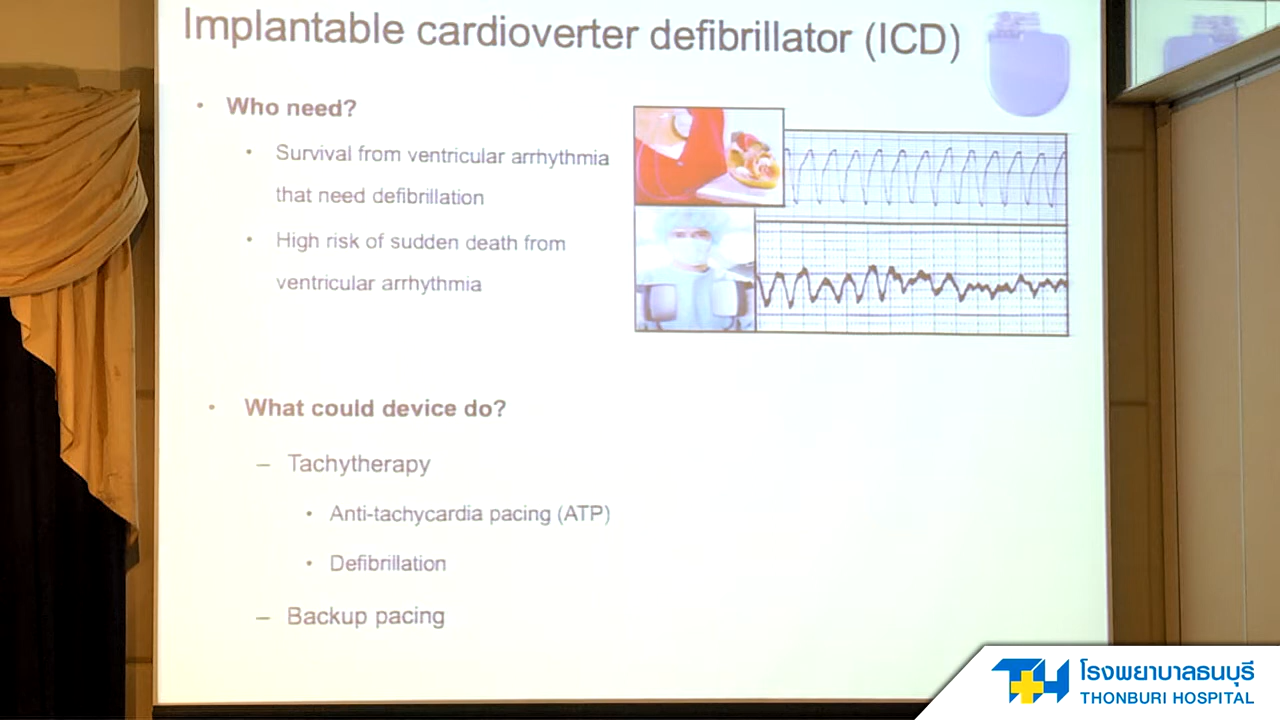 Implantable cardioverter defibrillator (ICD)
• Who need?
• Survival from ventricular arrhythmia
that need defibrillation
• High risk of sudden death from
ventricular arrhythmia
• What could device do?
– Tachytherapy
• Anti-tachycardia pacing (ATP)
• Defibrillation
– Backup pacing
TH โรงพยาบาลธนบุรี
THONBURI HOSPITAL